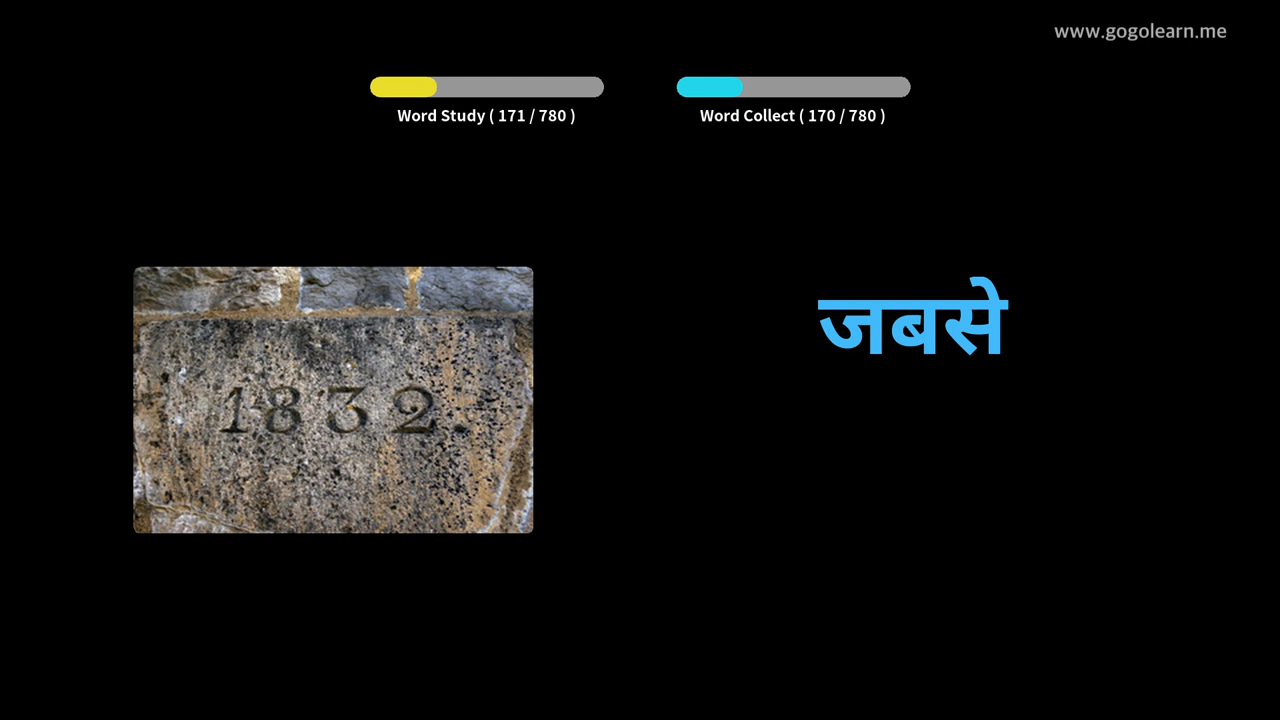 www.gogolearn.me
Word Study ( 171 / 780 )
Word Collect ( 170 / 780 )
जबसे
1832.